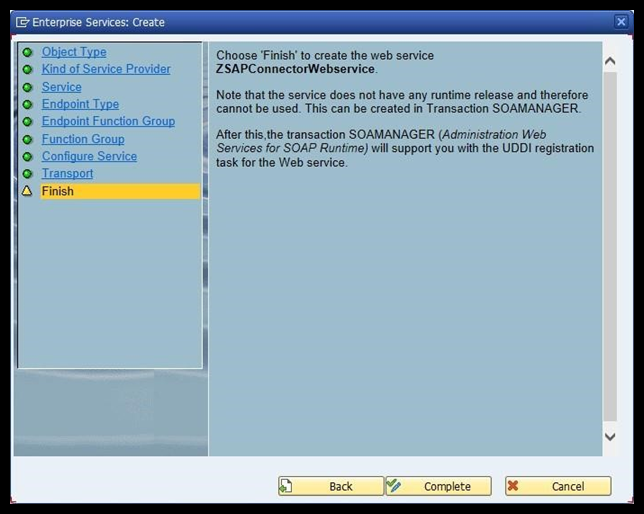 Enterprise Services: Create
Object Type
Kind of Service Provider
Service
Endpoint Type
Endpoint Function Group
Function Group
Configure Service
Transport
Finish
Choose 'Finish' to create the web service
ZSAPConnectorWebservice.
Note that the service does not have any runtime release and therefore
cannot be used. This can be created in Transaction SOAMANAGER.
After this,the transaction SOAMANAGER (Administration Web
Services for SOAP Runtime) will support you with the UDDI registration
task for the Web service.
Back
Complete
Cancel